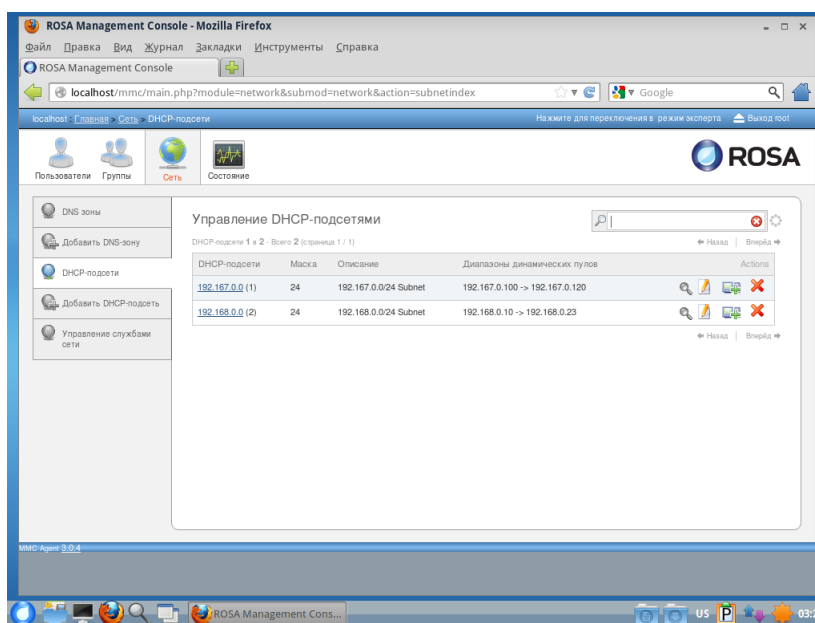 ROSA Management Console - Mozilla Firefox
Файл Правка Вид Журнал Закладки Инструменты Справка
ROSA Management Console
localhost/mmc/main.php?module=network&submod=network&action=subnetindex
Google
localhost : Главная > Сеть > DHCP-подсети
Нажмите для переключения в режим эксперта
Выход root
Пользователи Группы Сеть Состояние
ROSA
DNS зоны
Добавить DNS-зону
DHCP-подсети
Добавить DHCP-подсеть
Управление службами сети
Управление DHCP-подсетями
DHCP-подсети 1 в 2 - Всего 2 (страница 1 / 1)
Назад | Вперёд
DHCP-подсети Маска Описание Диапазоны динамических пулов Actions
192.167.0.0 (1) 24 192.167.0.0/24 Subnet 192.167.0.100 -> 192.167.0.120
192.168.0.0 (2) 24 192.168.0.0/24 Subnet 192.168.0.10 -> 192.168.0.23
Назад | Вперёд
MMC Agent 3.0.4
ROSA Management Cons...
US
P